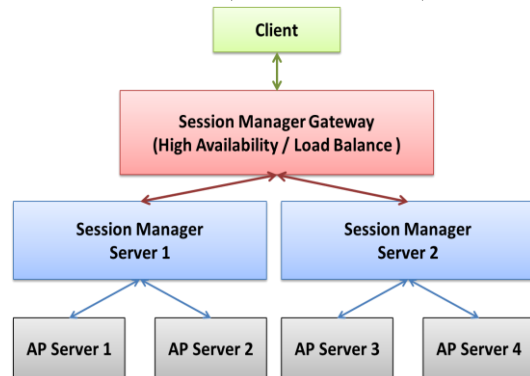 Client
Session Manager Gateway
(High Availability / Load Balance )
Session Manager
Server 1
Session Manager
Server 2
AP Server 1
AP Server 2
AP Server 3
AP Server 4